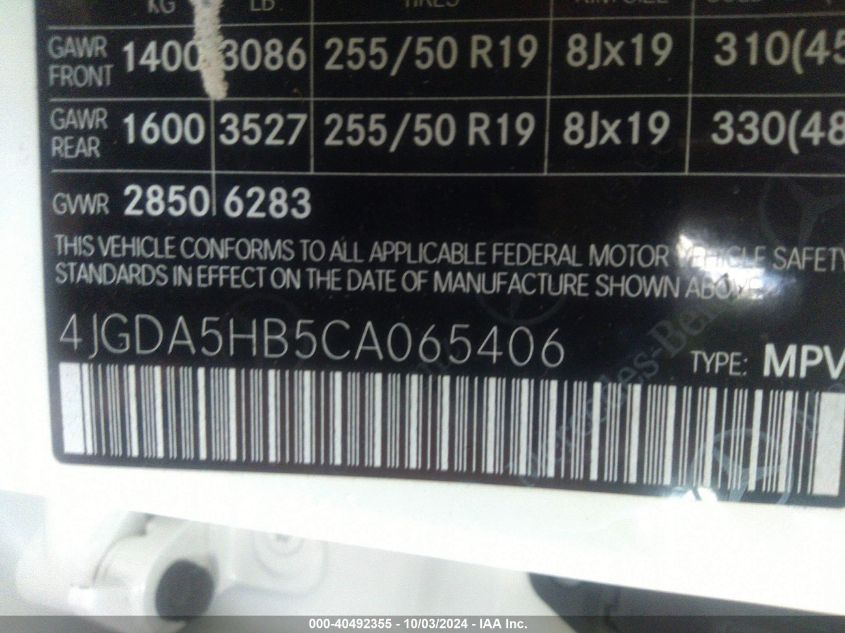 KG LB TIRES
GAWR FRONT 1400 3086 255/50 R19 8Jx19 310(45
GAWR REAR 1600 3527 255/50 R19 8Jx19 330(48
GVWR 2850 6283
THIS VEHICLE CONFORMS TO ALL APPLICABLE FEDERAL MOTOR VEHICLE SAFETY
STANDARDS IN EFFECT ON THE DATE OF MANUFACTURE SHOWN ABOVE.
4JGDA5HB5CA065406 TYPE: MPV
Mercedes-Benz
000-40492355 - 10/03/2024 - IAA Inc.